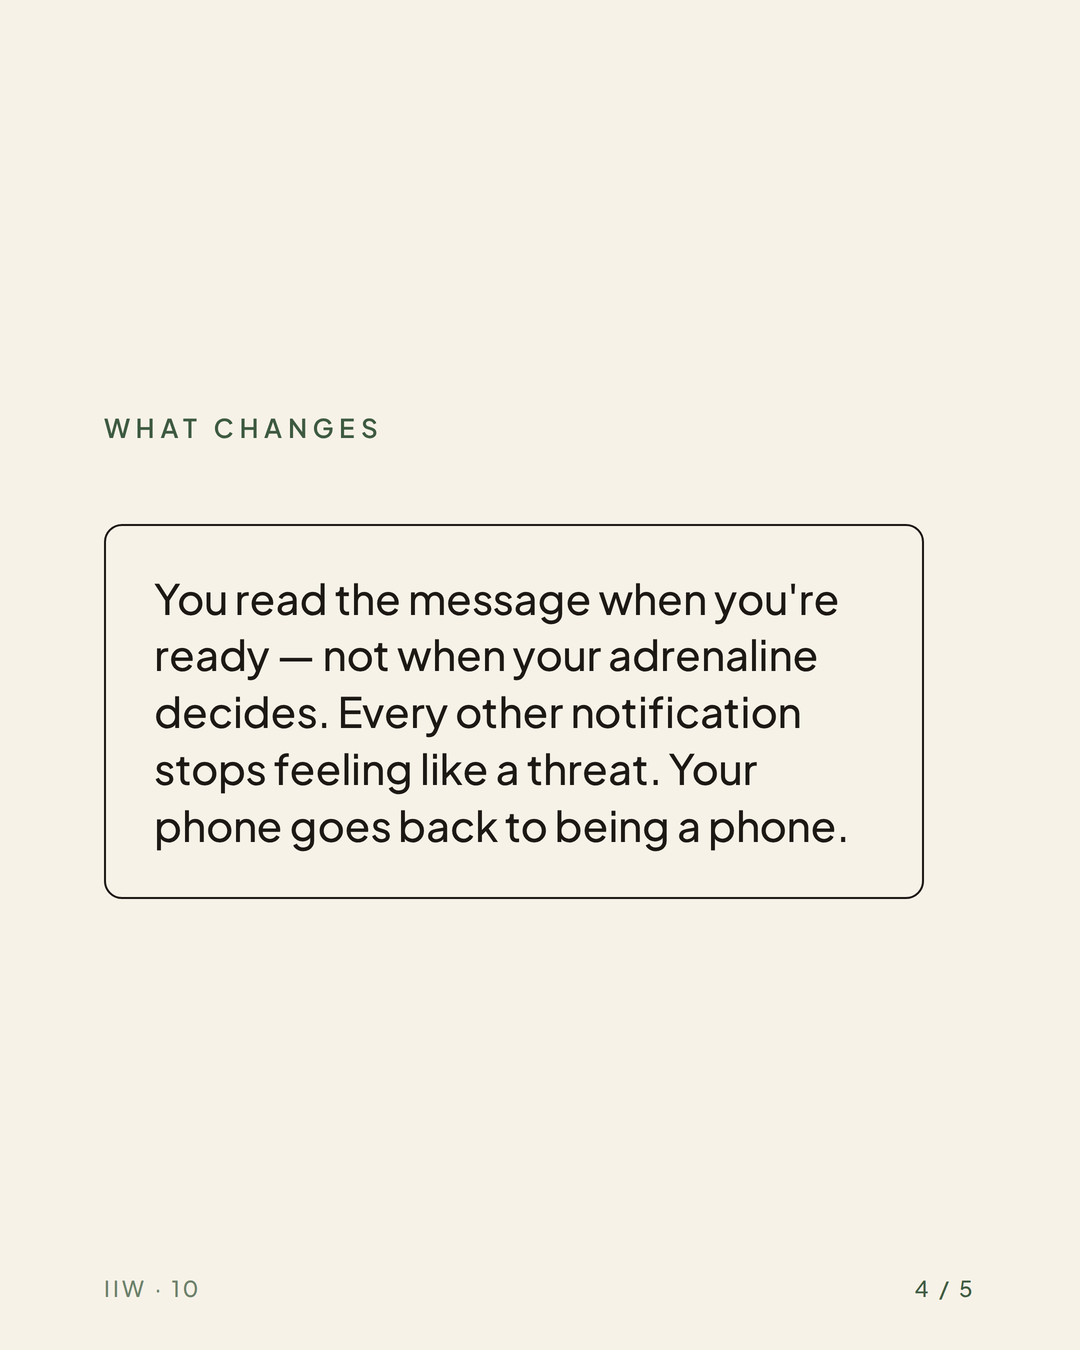 WHAT CHANGES
You read the message when you're
ready — not when your adrenaline
decides. Every other notification
stops feeling like a threat. Your
phone goes back to being a phone.
IIW · 10
4 / 5